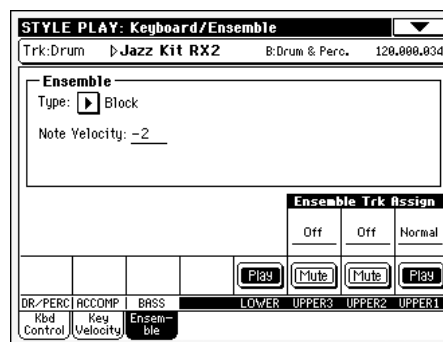 STYLE PLAY: Keyboard/Ensemble
Trk:Drum ▷Jazz Kit RX2 B:Drum & Perc. 120.000.034
Ensemble
Type: Block
Note Velocity: -2
Ensemble Trk Assign
Off Off Normal
Play Mute Mute Play
DR/PERC ACCOMP BASS LOWER UPPER3 UPPER2 UPPER1
Kbd Key Ensem-
Control Velocity ble